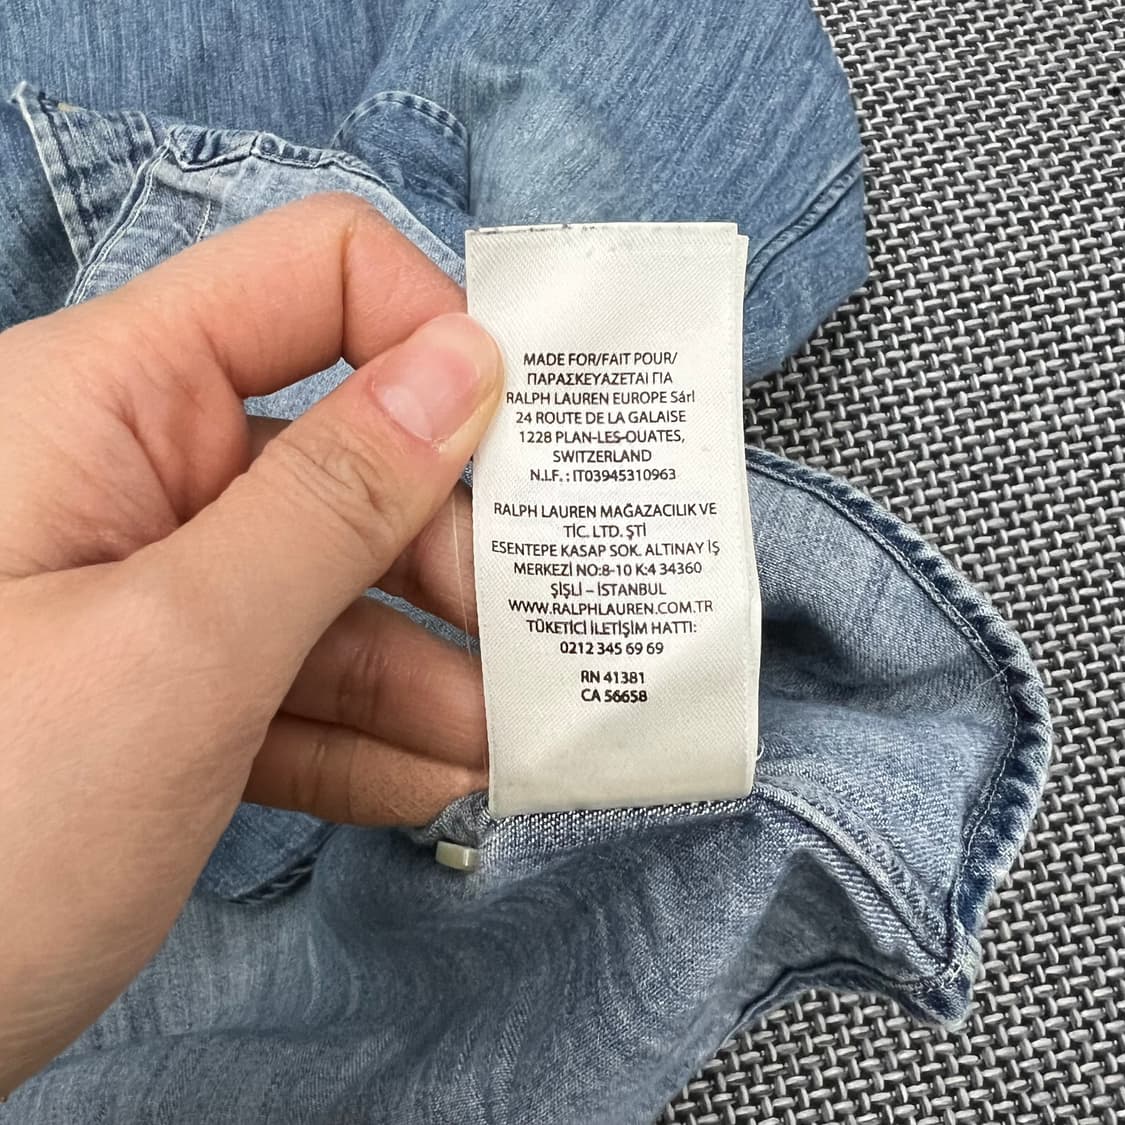 MADE FOR/FAIT POUR/
ΠΑΡΑΣΚΕΥΑΖΕΤΑΙ ΓΙΑ
RALPH LAUREN EUROPE Sárl
24 ROUTE DE LA GALAISE
1228 PLAN-LES-OUATES,
SWITZERLAND
N.I.F. : IT03945310963
RALPH LAUREN MAĞAZACILIK VE
TİC. LTD. ŞTİ
ESENTEPE KASAP SOK. ALTINAY İŞ
MERKEZİ NO:8-10 K:4 34360
ŞİŞLİ – İSTANBUL
WWW.RALPHLAUREN.COM.TR
TÜKETİCİ İLETİŞİM HATTI:
0212 345 69 69
RN 41381
CA 56658